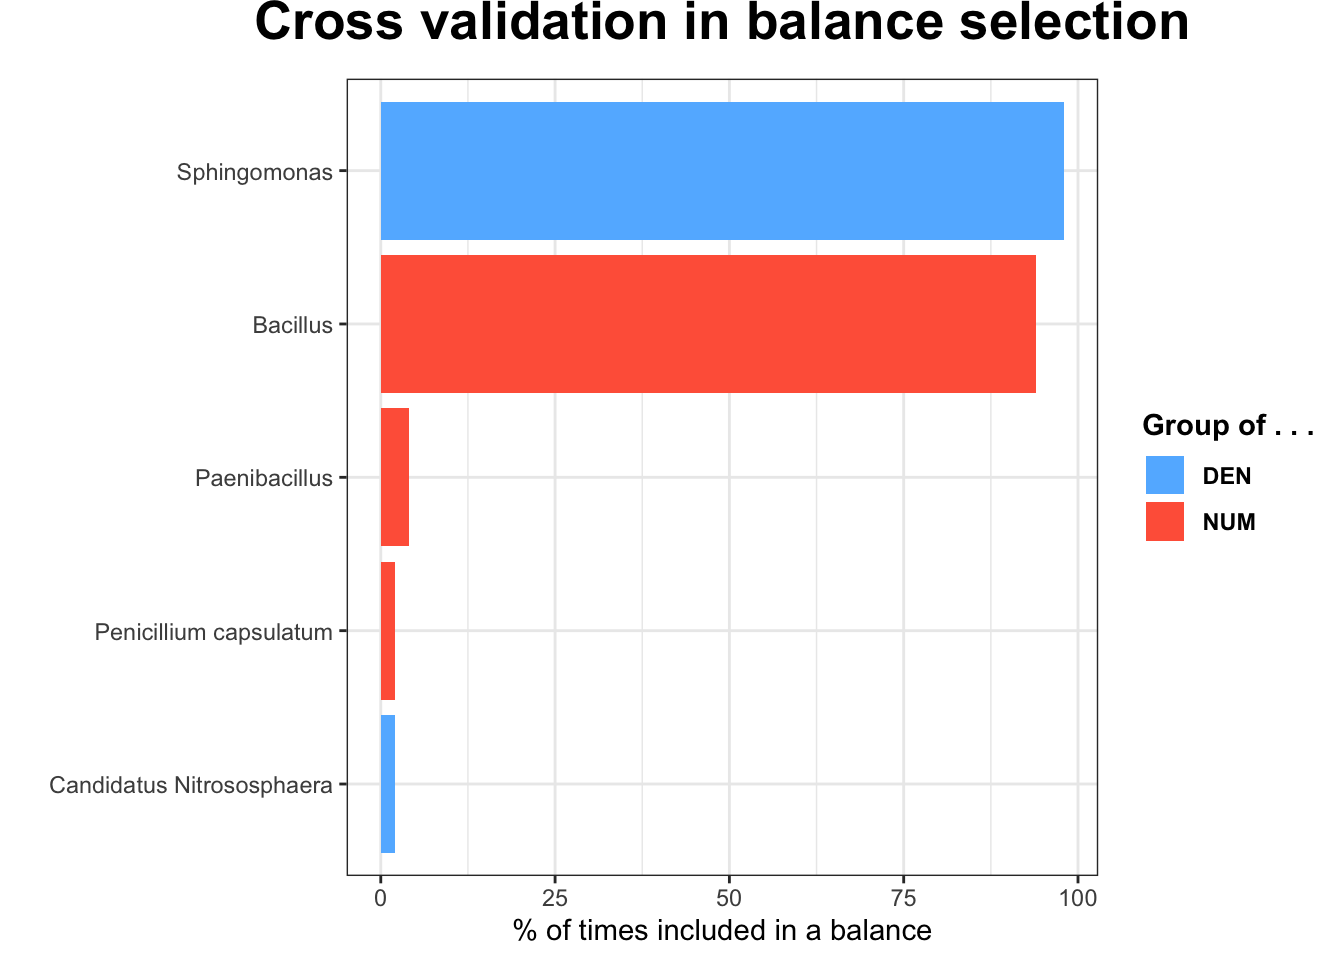 Cross validation in balance selection
Sphingomonas
Bacillus
Paenibacillus
Penicillium capsulatum
Candidatus Nitrososphaera
0 25 50 75 100
% of times included in a balance
Group of . . .
DEN
NUM